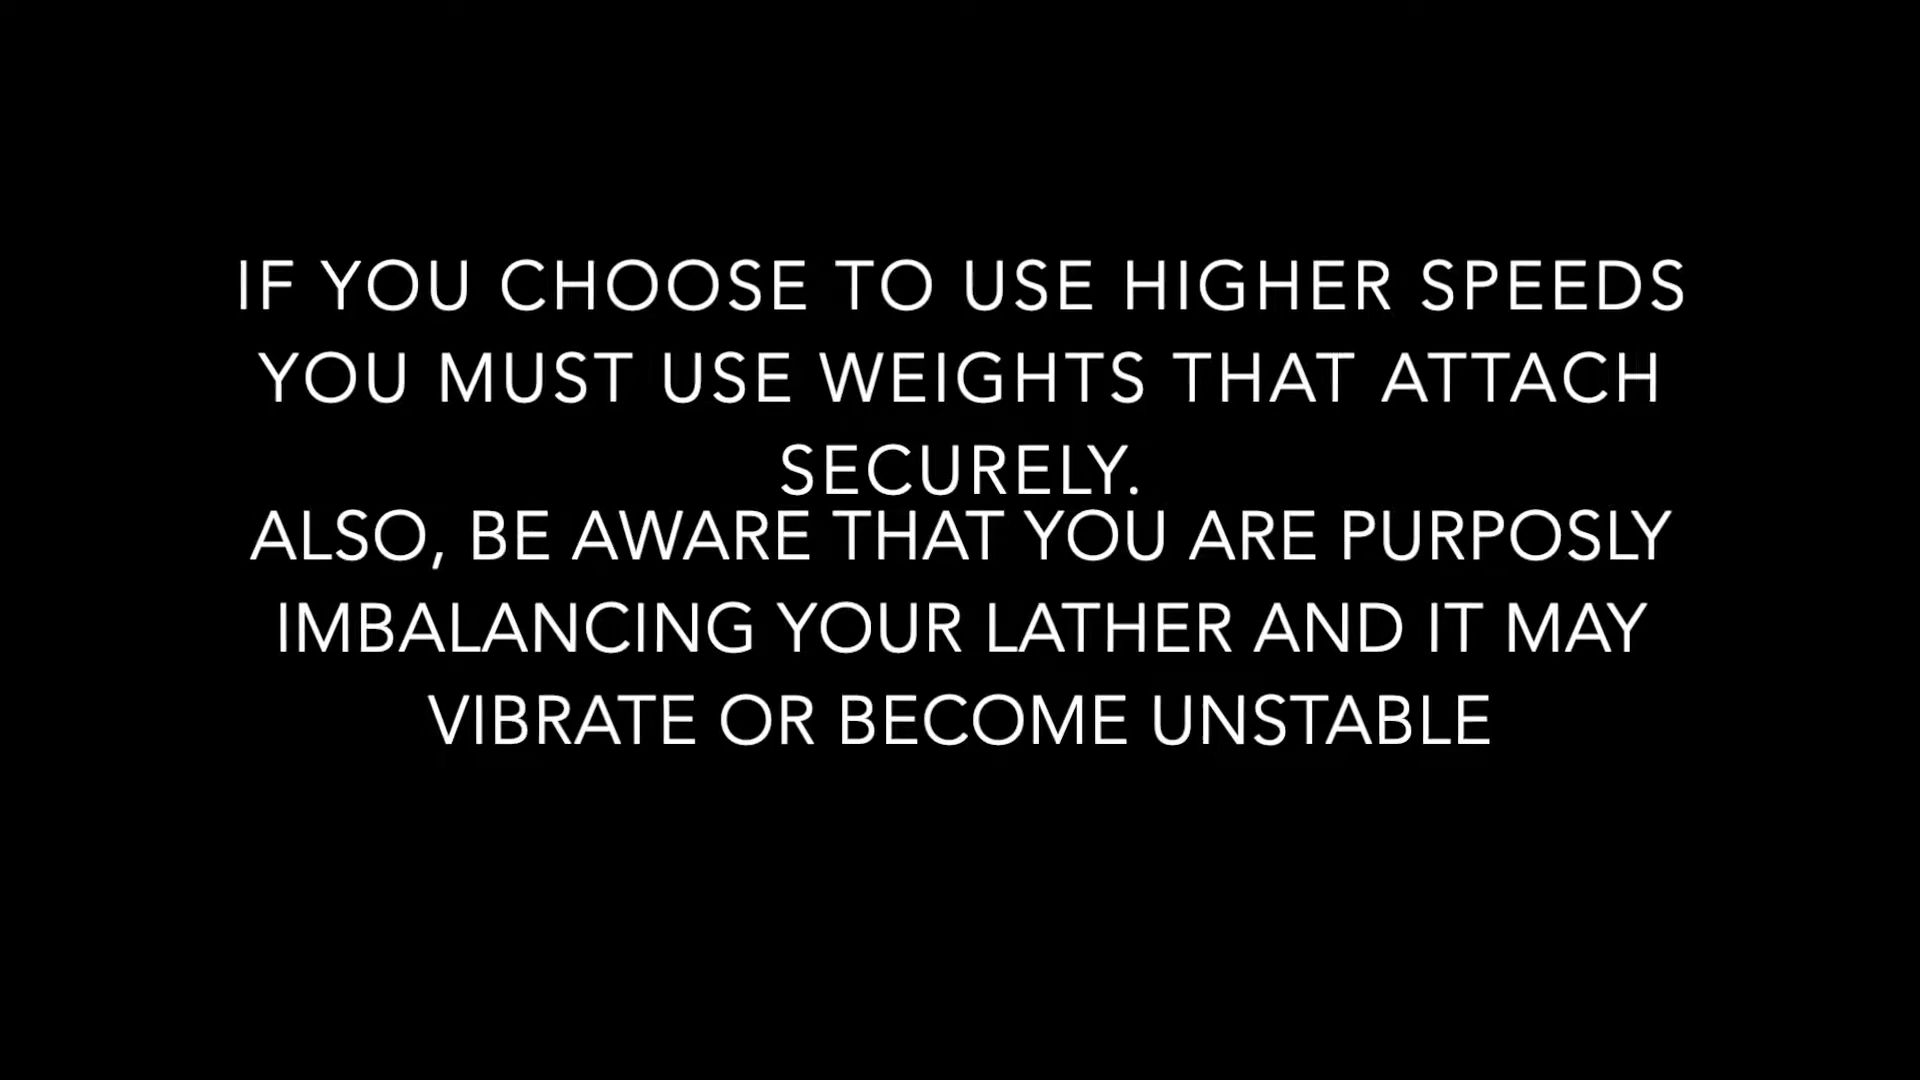 IF YOU CHOOSE TO USE HIGHER SPEEDS
YOU MUST USE WEIGHTS THAT ATTACH
SECURELY.
ALSO, BE AWARE THAT YOU ARE PURPOSLY
IMBALANCING YOUR LATHER AND IT MAY
VIBRATE OR BECOME UNSTABLE